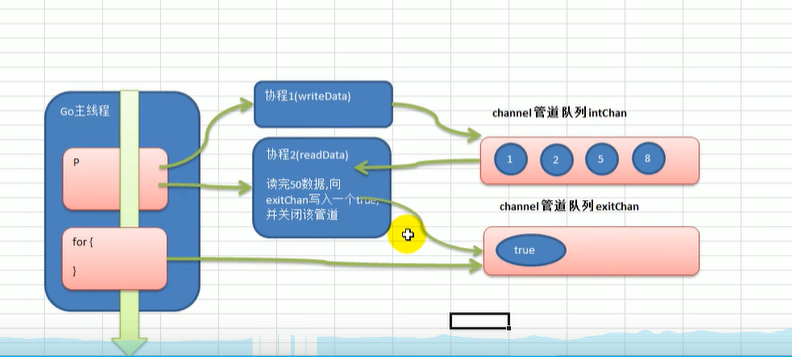 Go主线程
P
for {
}
协程1(writeData)
协程2(readData)
读完50数据,向
exitChan写入一个true,
并关闭该管道
channel 管道队列 intChan
1
2
5
8
channel 管道队列 exitChan
true